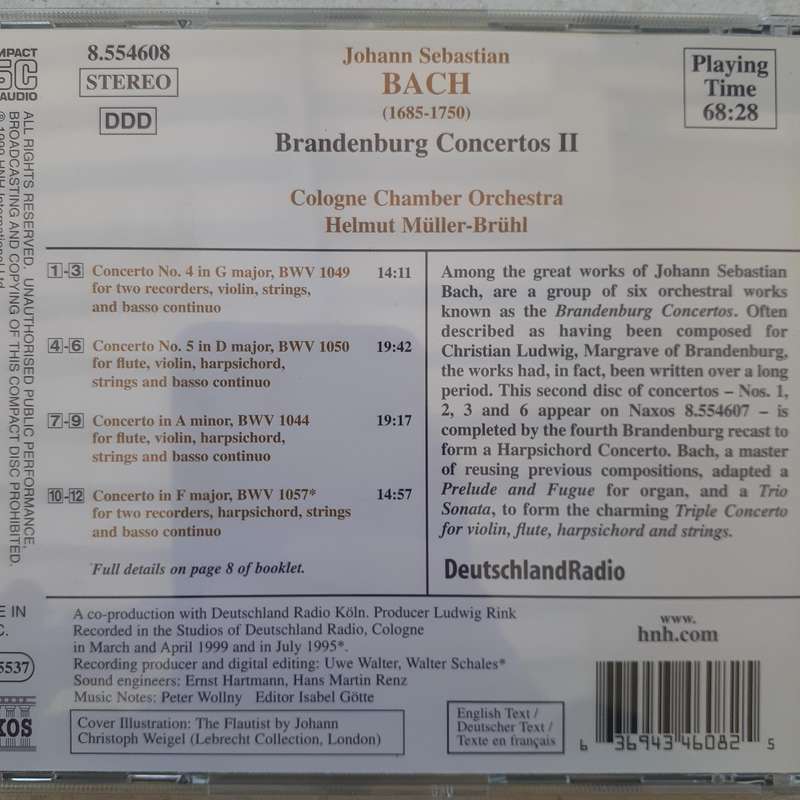 8.554608
STEREO
DDD
Johann Sebastian
BACH
(1685-1750)
Brandenburg Concertos II
Cologne Chamber Orchestra
Helmut Müller-Brühl
Playing
Time
68:28
1-3 Concerto No. 4 in G major, BWV 1049 14:11
for two recorders, violin, strings,
and basso continuo
4-6 Concerto No. 5 in D major, BWV 1050 19:42
for flute, violin, harpsichord,
strings and basso continuo
7-9 Concerto in A minor, BWV 1044 19:17
for flute, violin, harpsichord,
strings and basso continuo
10-12 Concerto in F major, BWV 1057* 14:57
for two recorders, harpsichord, strings
and basso continuo
Full details on page 8 of booklet.
Among the great works of Johann Sebastian
Bach, are a group of six orchestral works
known as the Brandenburg Concertos. Often
described as having been composed for
Christian Ludwig, Margrave of Brandenburg,
the works had, in fact, been written over a long
period. This second disc of concertos – Nos. 1,
2, 3 and 6 appear on Naxos 8.554607 – is
completed by the fourth Brandenburg recast to
form a Harpsichord Concerto. Bach, a master
of reusing previous compositions, adapted a
Prelude and Fugue for organ, and a Trio
Sonata, to form the charming Triple Concerto
for violin, flute, harpsichord and strings.
DeutschlandRadio
A co-production with Deutschland Radio Köln. Producer Ludwig Rink
Recorded in the Studios of Deutschland Radio, Cologne
in March and April 1999 and in July 1995*.
Recording producer and digital editing: Uwe Walter, Walter Schales*
Sound engineers: Ernst Hartmann, Hans Martin Renz
Music Notes: Peter Wollny Editor Isabel Götte
Cover Illustration: The Flautist by Johann
Christoph Weigel (Lebrecht Collection, London)
English Text /
Deutscher Text /
Texte en français
www.
hnh.com
6 36943 46082 5
ALL RIGHTS RESERVED. UNAUTHORISED PUBLIC PERFORMANCE,
BROADCASTING AND COPYING OF THIS COMPACT DISC PROHIBITED.
AUDIO
5537